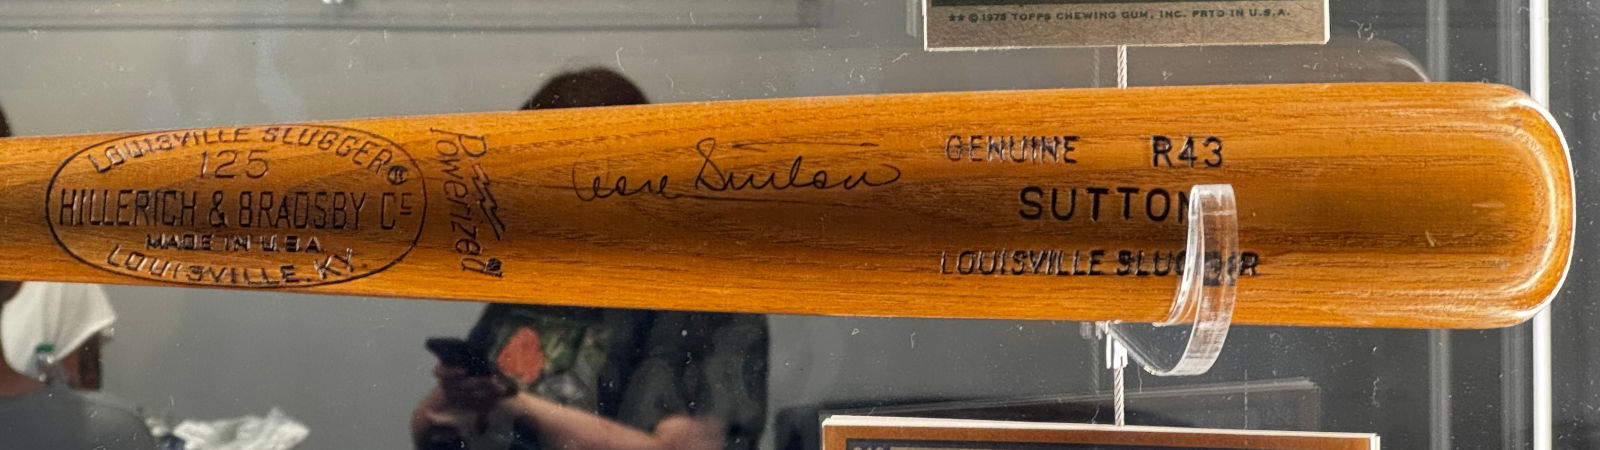 ** © 1975 TOPPS CHEWING GUM, INC. PRTD IN U.S.A.
LOUISVILLE SLUGGER®
125
HILLERICH & BRADSBY Cº
MADE IN U.S.A.
LOUISVILLE, KY.
Powerized
Sutton
GENUINE R43
SUTTON
LOUISVILLE SLUGGER